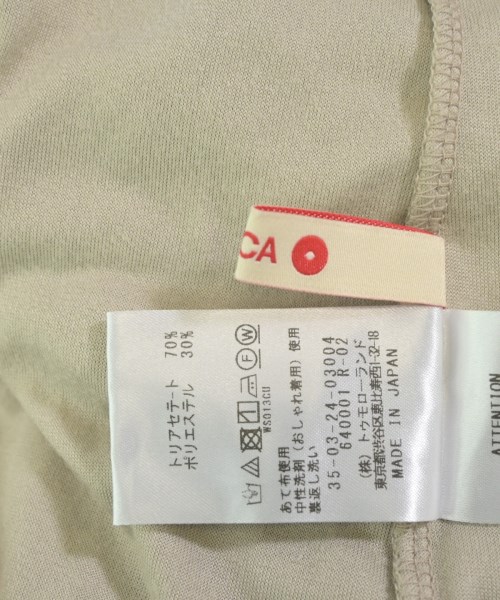 CA
トリアセテート 70%
ポリエステル 30%
WS013CU
あて布使用
中性洗剤(おしゃれ着用)使用
裏返し洗い
35-03-24-03004
640001 R-02
(株) トゥモローランド
東京都渋谷区恵比寿西1-32-18
MADE IN JAPAN
ATTENTION